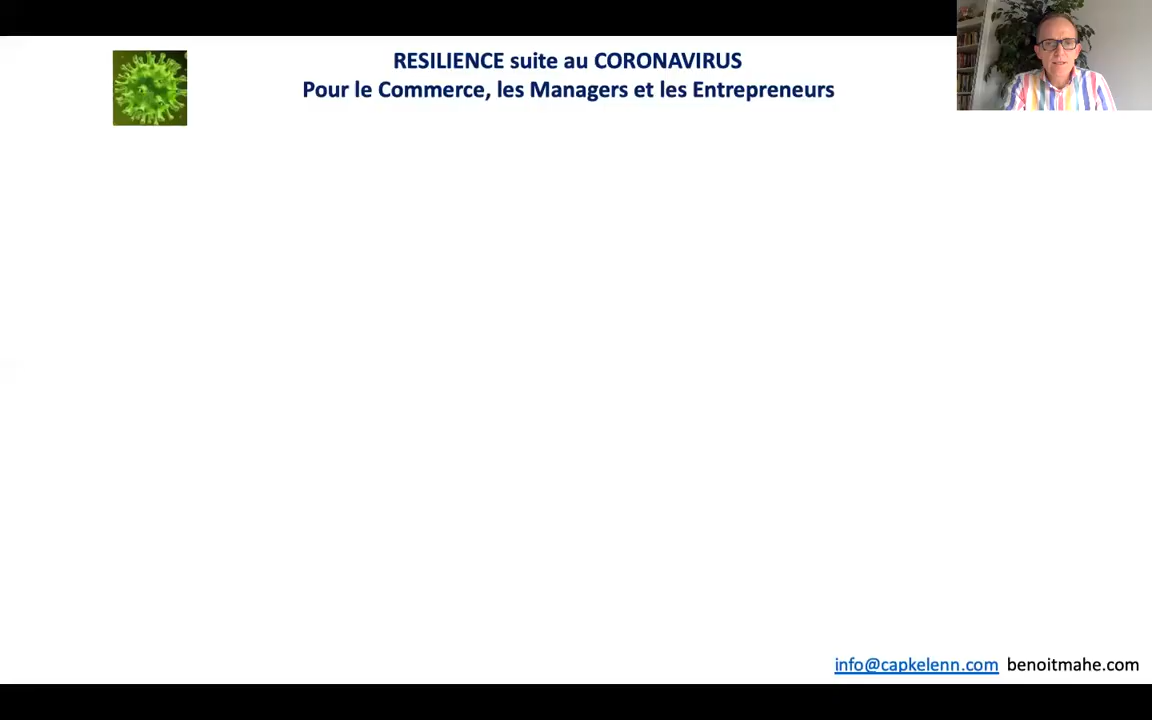 RESILIENCE suite au CORONAVIRUS
Pour le Commerce, les Managers et les Entrepreneurs
info@capkelenn.com benoitmahe.com